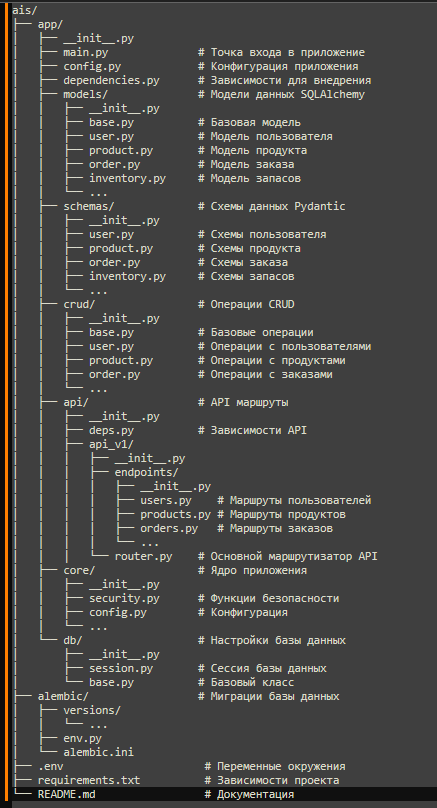 ais/
├── app/
│   ├── __init__.py
│   ├── main.py              # Точка входа в приложение
│   ├── config.py            # Конфигурация приложения
│   ├── dependencies.py      # Зависимости для внедрения
│   ├── models/              # Модели данных SQLAlchemy
│   │   ├── __init__.py
│   │   ├── base.py          # Базовая модель
│   │   ├── user.py          # Модель пользователя
│   │   ├── product.py       # Модель продукта
│   │   ├── order.py         # Модель заказа
│   │   ├── inventory.py     # Модель запасов
│   │   └── ...
│   ├── schemas/             # Схемы данных Pydantic
│   │   ├── __init__.py
│   │   ├── user.py          # Схемы пользователя
│   │   ├── product.py       # Схемы продукта
│   │   ├── order.py         # Схемы заказа
│   │   ├── inventory.py     # Схемы запасов
│   │   └── ...
│   ├── crud/                # Операции CRUD
│   │   ├── __init__.py
│   │   ├── base.py          # Базовые операции
│   │   ├── user.py          # Операции с пользователями
│   │   ├── product.py       # Операции с продуктами
│   │   ├── order.py         # Операции с заказами
│   │   └── ...
│   ├── api/                 # API маршруты
│   │   ├── __init__.py
│   │   ├── deps.py          # Зависимости API
│   │   ├── api_v1/
│   │   │   ├── __init__.py
│   │   │   ├── endpoints/
│   │   │   │   ├── __init__.py
│   │   │   │   ├── users.py    # Маршруты пользователей
│   │   │   │   ├── products.py # Маршруты продуктов
│   │   │   │   ├── orders.py   # Маршруты заказов
│   │   │   │   └── ...
│   │   │   └── router.py    # Основной маршрутизатор API
│   ├── core/                # Ядро приложения
│   │   ├── __init__.py
│   │   ├── security.py      # Функции безопасности
│   │   ├── config.py        # Конфигурация
│   │   └── ...
│   └── db/                  # Настройки базы данных
│       ├── __init__.py
│       ├── session.py       # Сессия базы данных
│       └── base.py          # Базовый класс
├── alembic/                 # Миграции базы данных
│   ├── versions/
│   │   └── ...
│   ├── env.py
│   └── alembic.ini
├── .env                      # Переменные окружения
├── requirements.txt          # Зависимости проекта
└── README.md                 # Документация